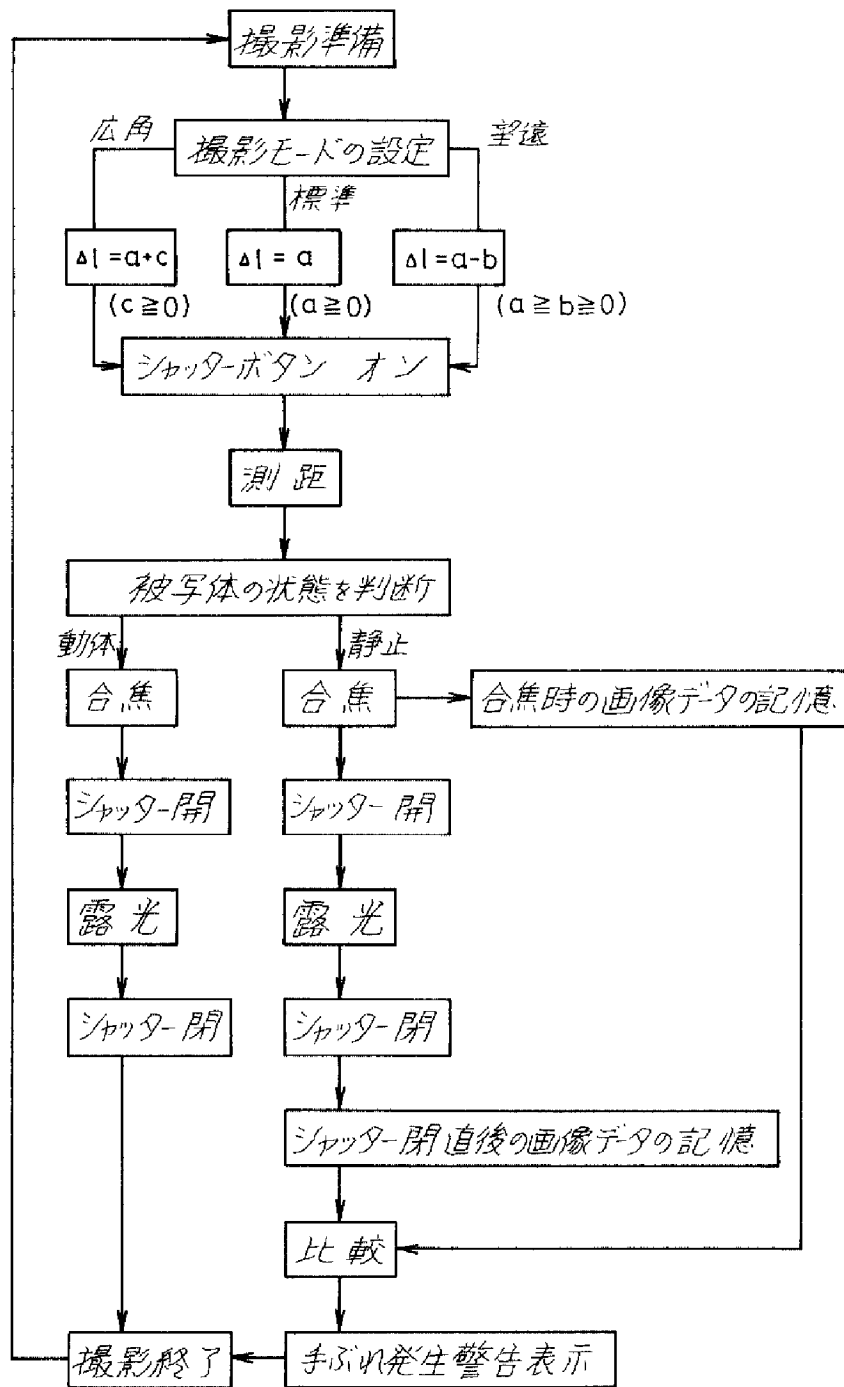 撮影準備
広角
撮影モードの設定
望遠
標準
Δl=a+c
Δl=a
Δl=a-b
(c≧0)
(a≧0)
(a≧b≧0)
シャッターボタン オン
測距
被写体の状態を判断
動体
静止
合焦
合焦
合焦時の画像データの記憶
シャッター開
シャッター開
露光
露光
シャッター閉
シャッター閉
シャッター閉直後の画像データの記憶
比較
撮影終了
手ぶれ発生警告表示